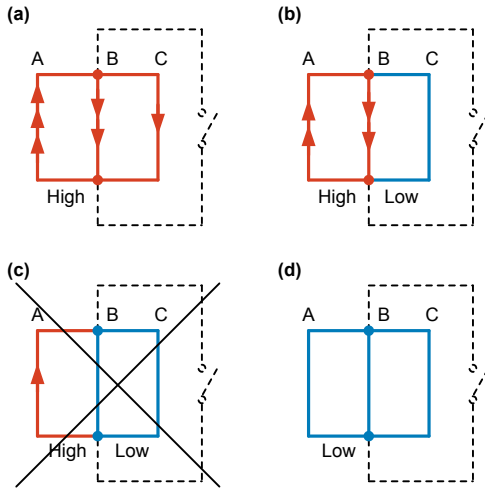 (a)
A B C
High
(b)
A B C
High Low
(c)
A B C
High Low
(d)
A B C
Low